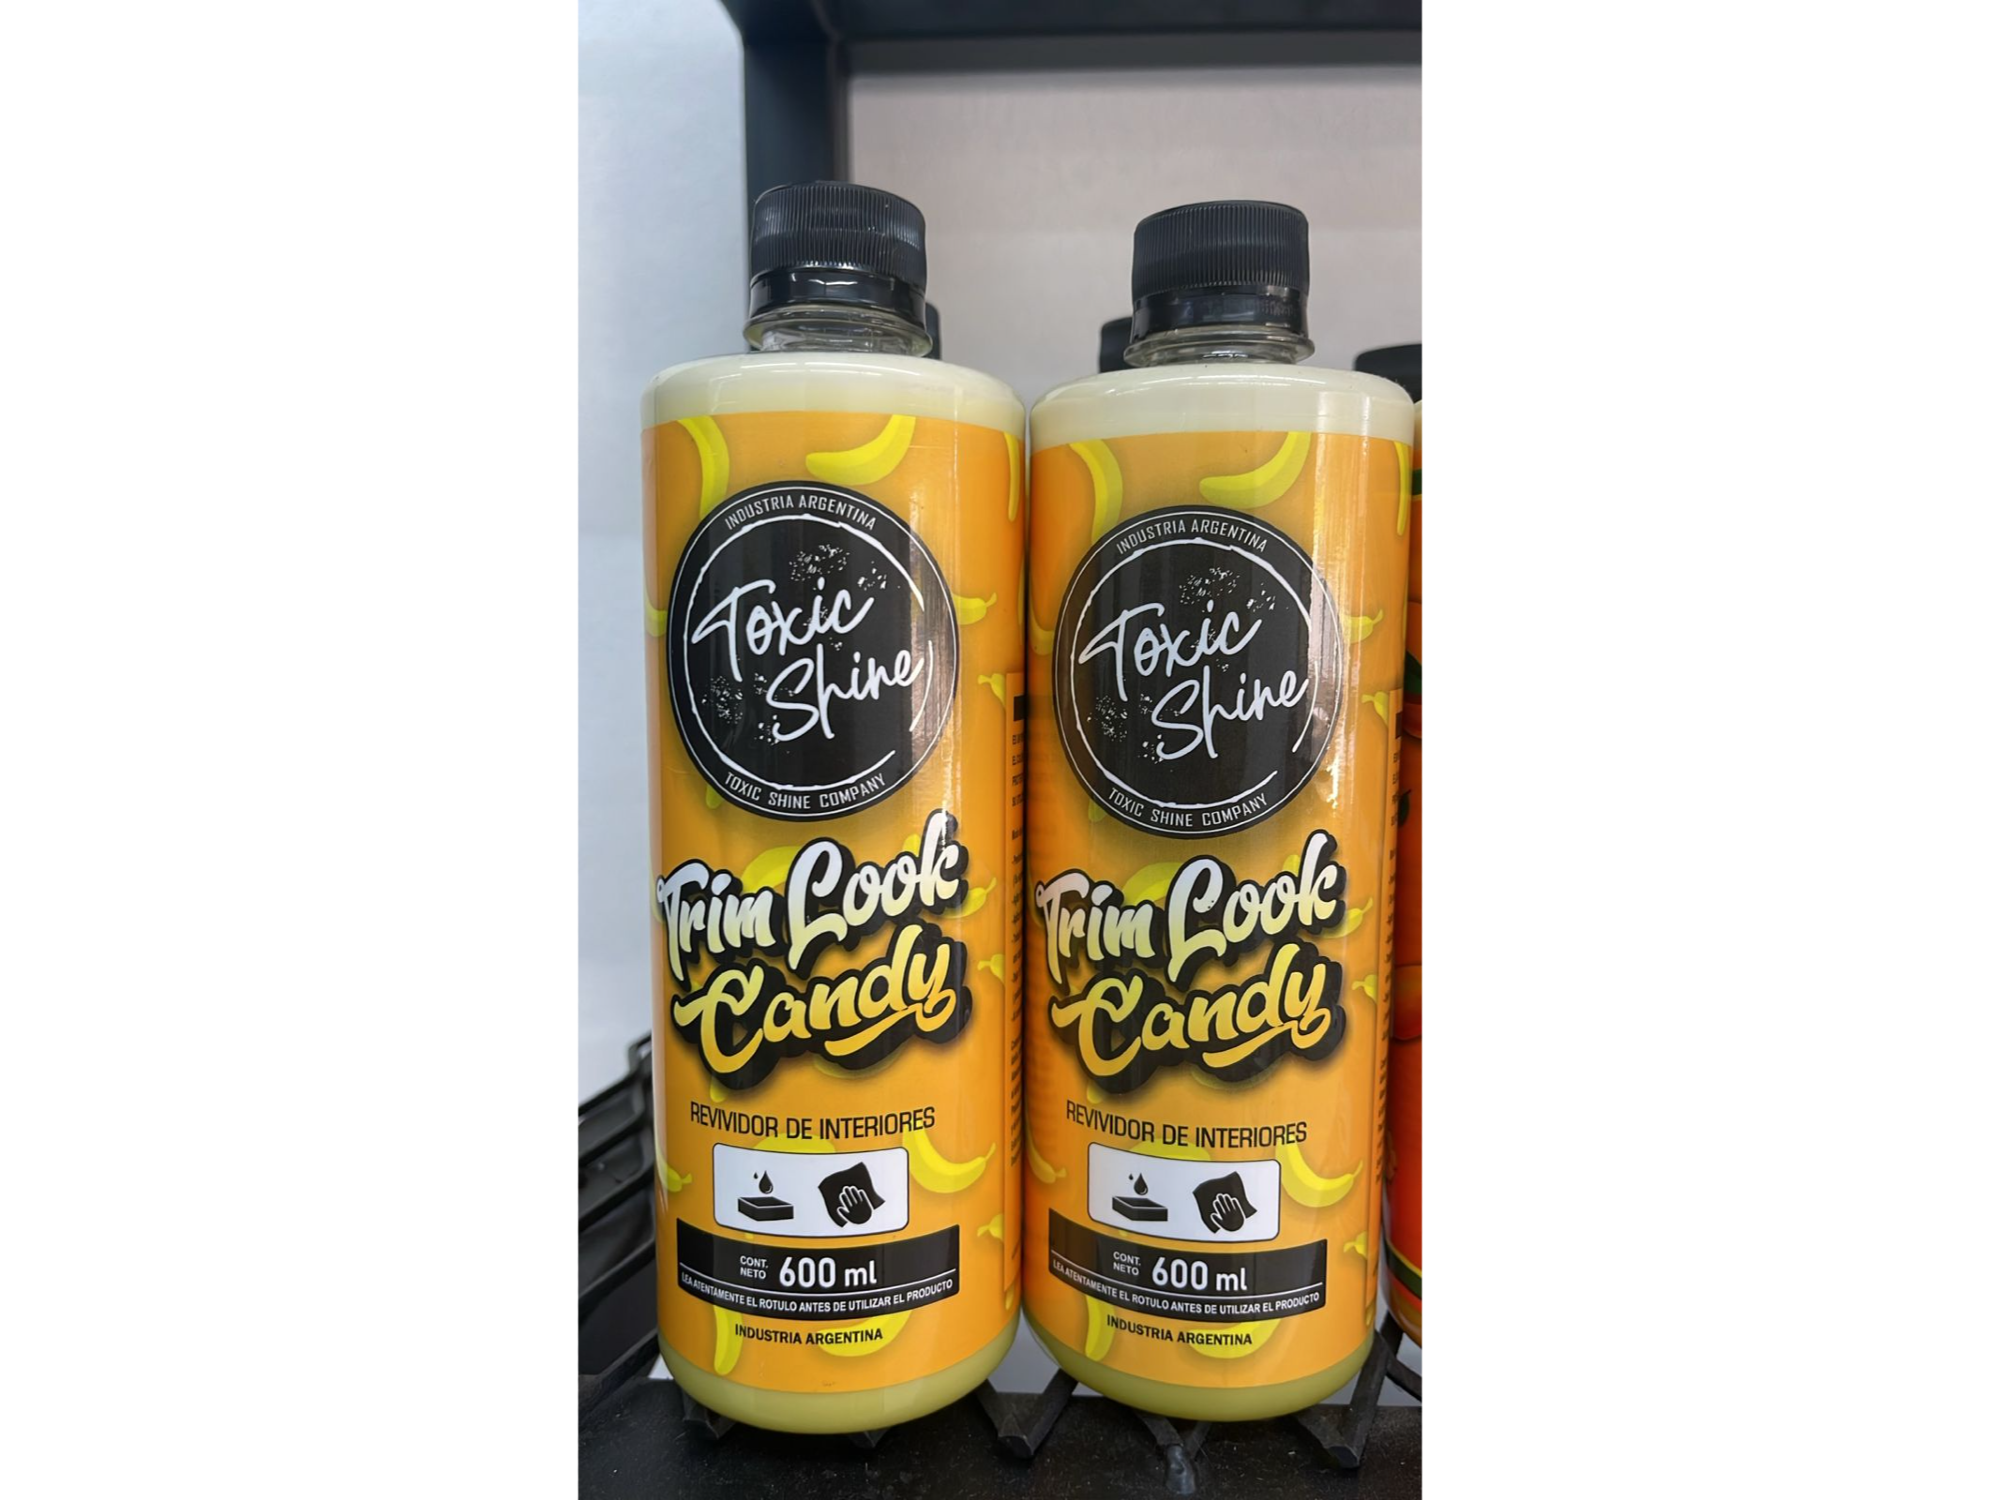 INDUSTRIA ARGENTINA
Toxic
Shine
TOXIC SHINE COMPANY
Trim Look
Candy
REVIVIDOR DE INTERIORES
CONT.
NETO 600 ml
LEA ATENTAMENTE EL ROTULO ANTES DE UTILIZAR EL PRODUCTO
INDUSTRIA ARGENTINA
INDUSTRIA ARGENTINA
Toxic
Shine
TOXIC SHINE COMPANY
Trim Look
Candy
REVIVIDOR DE INTERIORES
CONT.
NETO 600 ml
LEA ATENTAMENTE EL ROTULO ANTES DE UTILIZAR EL PRODUCTO
INDUSTRIA ARGENTINA